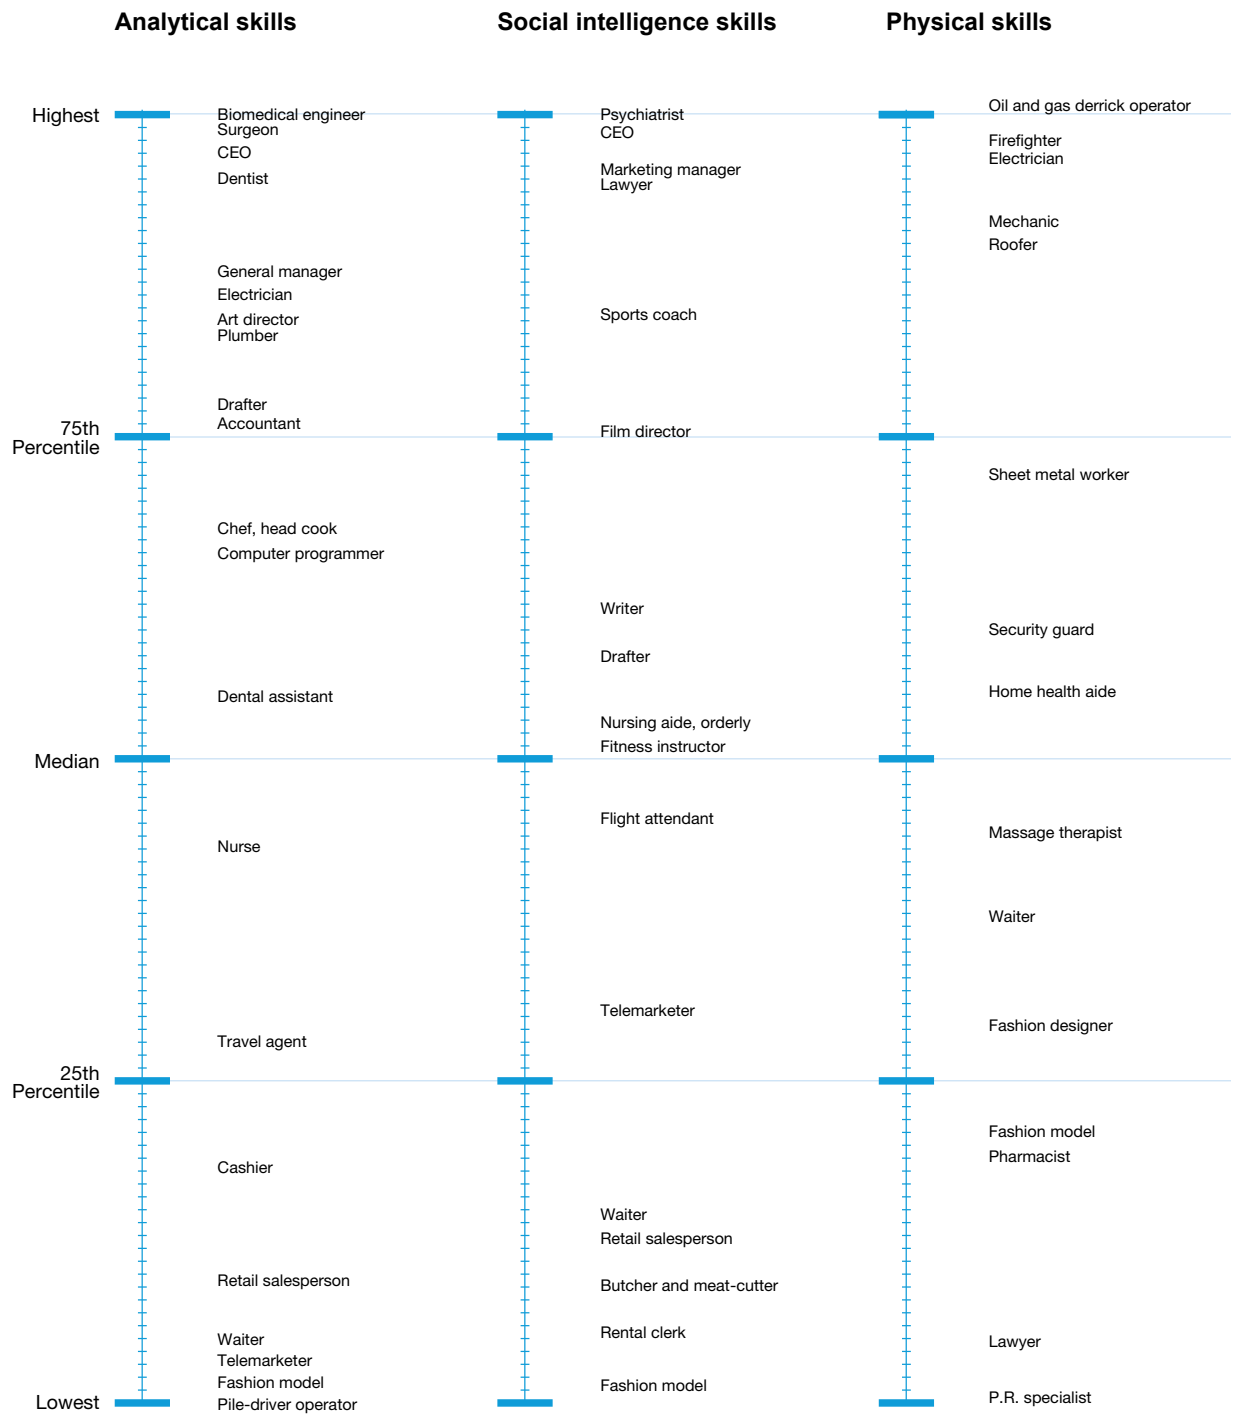 Analytical skills
Social intelligence skills
Physical skills
Highest
75th
Percentile
Median
25th
Percentile
Lowest
Biomedical engineer
Surgeon
CEO
Dentist
General manager
Electrician
Art director
Plumber
Drafter
Accountant
Chef, head cook
Computer programmer
Dental assistant
Nurse
Travel agent
Cashier
Retail salesperson
Waiter
Telemarketer
Fashion model
Pile-driver operator
Psychiatrist
CEO
Marketing manager
Lawyer
Sports coach
Film director
Writer
Drafter
Nursing aide, orderly
Fitness instructor
Flight attendant
Telemarketer
Waiter
Retail salesperson
Butcher and meat-cutter
Rental clerk
Fashion model
Oil and gas derrick operator
Firefighter
Electrician
Mechanic
Roofer
Sheet metal worker
Security guard
Home health aide
Massage therapist
Waiter
Fashion designer
Fashion model
Pharmacist
Lawyer
P.R. specialist